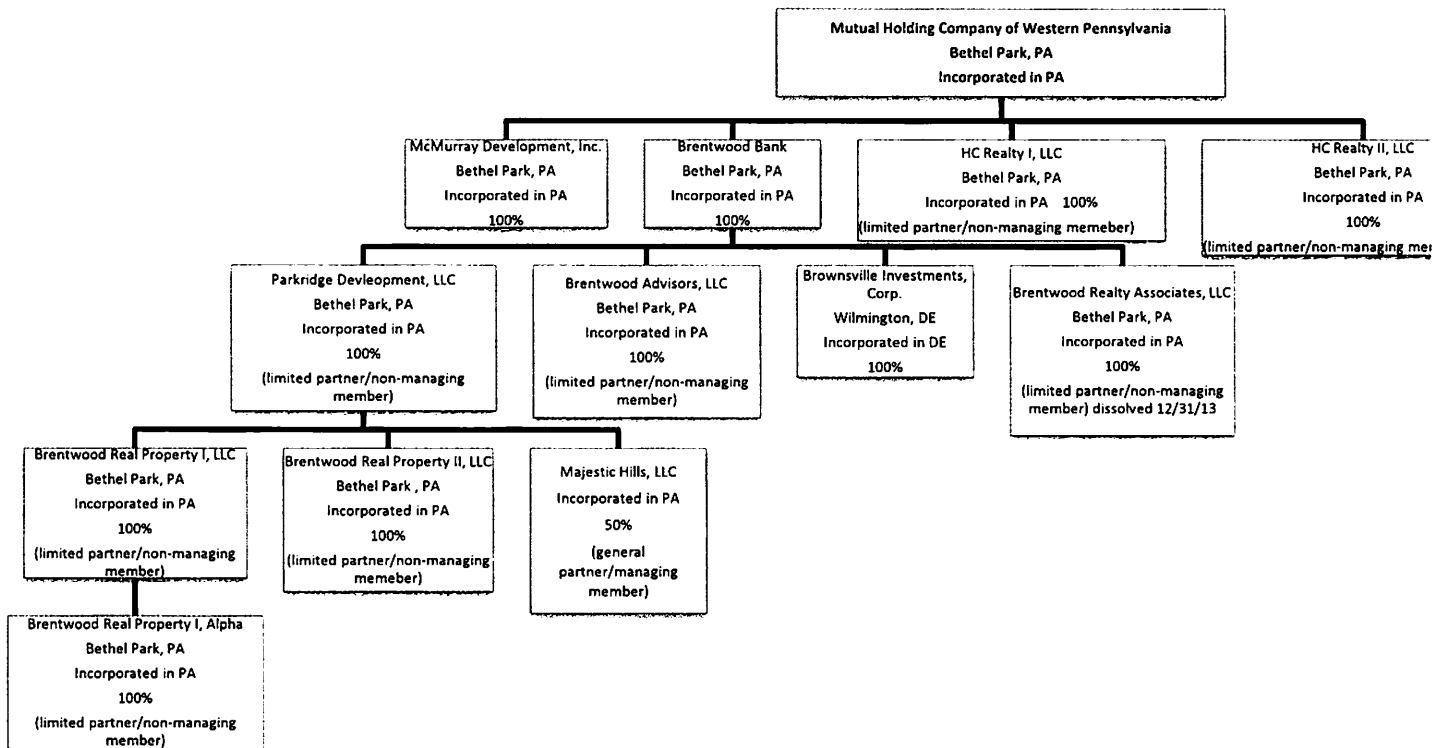 Mutual Holding Company of Western Pennsylvania
Bethel Park, PA
Incorporated in PA
McMurray Development, Inc.
Bethel Park, PA
Incorporated in PA
100%
Brentwood Bank
Bethel Park, PA
Incorporated in PA
100%
HC Realty I, LLC
Bethel Park, PA
Incorporated in PA 100%
(limited partner/non-managing memeber)
HC Realty II, LLC
Bethel Park, PA
Incorporated in PA
100%
(limited partner/non-managing
Parkridge Devleopment, LLC
Bethel Park, PA
Incorporated in PA
100%
(limited partner/non-managing
member)
Brentwood Advisors, LLC
Bethel Park, PA
Incorporated in PA
100%
(limited partner/non-managing
member)
Brownsville Investments,
Corp.
Wilmington, DE
Incorporated in DE
100%
Brentwood Realty Associates, LLC
Bethel Park, PA
Incorporated in PA
100%
(limited partner/non-managing
member) dissolved 12/31/13
Brentwood Real Property I, LLC
Bethel Park, PA
Incorporated in PA
100%
(limited partner/non-managing
member)
Brentwood Real Property II, LLC
Bethel Park , PA
Incorporated in PA
100%
(limited partner/non-managing
memeber)
Majestic Hills, LLC
Incorporated in PA
50%
(general
partner/managing
member)
Brentwood Real Property I, Alpha
Bethel Park, PA
Incorporated in PA
100%
(limited partner/non-managing
member)